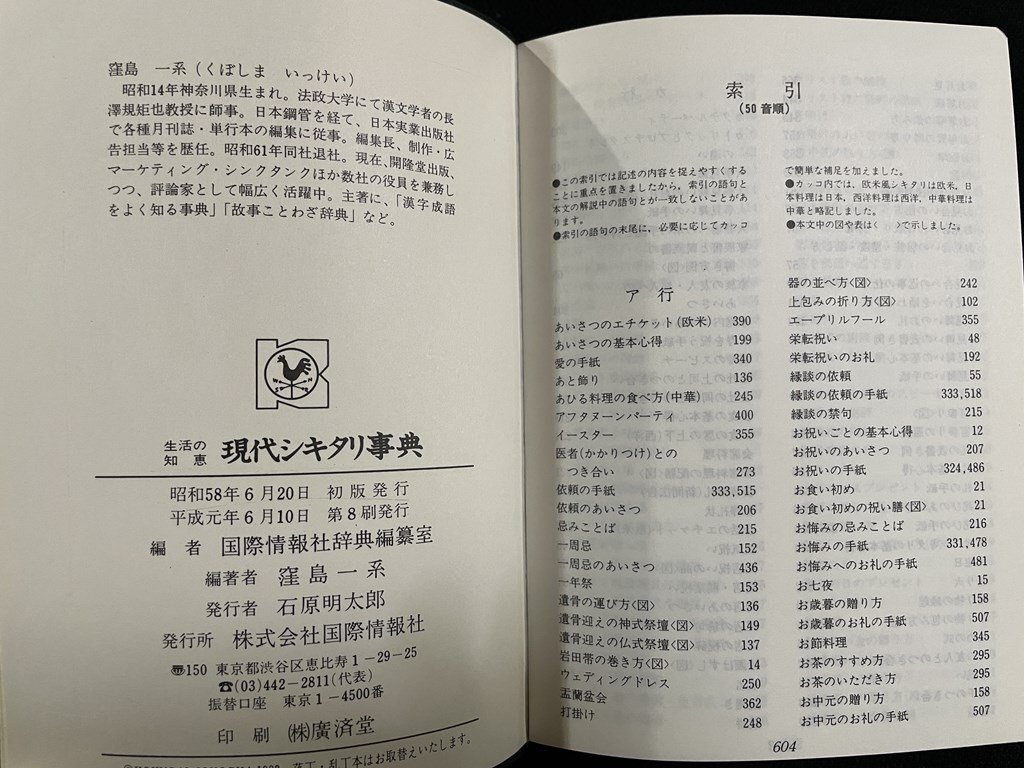 窪島 一系(くぼしま いっけい)
昭和14年神奈川県生まれ。法政大学にて漢文学者の長
澤規矩也教授に師事。日本鋼管を経て、日本実業出版社
で各種月刊誌・単行本の編集に従事。編集長、制作・広
告担当等を歴任。昭和61年同社退社。現在、開隆堂出版、
マーケティング・シンクタンクほか数社の役員を兼務し
つつ、評論家として幅広く活躍中。主著に、「漢字成語
をよく知る事典」「故事ことわざ辞典」など。
生活の知恵 現代シキタリ事典
昭和58年6月20日 初版発行
平成元年6月10日 第8刷発行
編者 国際情報社辞典編纂室
編著者 窪島一系
発行者 石原明太郎
発行所 株式会社国際情報社
〠150 東京都渋谷区恵比寿1-29-25
☎(03)442-2811(代表)
振替口座 東京1-4500番
印刷 ㈱廣済堂
落丁・乱丁本はお取替えいたします。
索引
(50音順)
●この索引では記述の内容を捉えやすくする
ことに重点を置きましたから、索引の語句と
本文の解説中の語句とが一致しないことがあ
ります。
●索引の語句の末尾に、必要に応じてカッコ
で簡単な補足を加えました。
●カッコ内では、欧米風シキタリは欧米，日
本料理は日本，西洋料理は西洋，中華料理は
中華と略記しました。
●本文中の図や表は〈 〉で示しました。
ア行
あいさつのエチケット(欧米) 390
あいさつの基本心得 199
愛の手紙 340
あと飾り 136
あひる料理の食べ方(中華) 245
アフタヌーンパーティ 400
イースター 355
医者(かかりつけ)との
つき合い 273
依頼の手紙 333,515
依頼のあいさつ 206
忌みことば 215
一周忌 152
一周忌のあいさつ 436
一年祭 153
遺骨の運び方〈図〉 136
遺骨迎えの神式祭壇〈図〉 149
遺骨迎えの仏式祭壇〈図〉 137
岩田帯の巻き方〈図〉 14
ウェディングドレス 250
盂蘭盆会 362
打掛け 248
器の並べ方〈図〉 242
上包みの折り方〈図〉 102
エープリルフール 355
栄転祝い 48
栄転祝いのお礼 192
縁談の依頼 55
縁談の依頼の手紙 333,518
縁談の禁句 215
お祝いごとの基本心得 12
お祝いのあいさつ 207
お祝いの手紙 324,486
お食い初め 21
お食い初めの祝い膳〈図〉 21
お悔みの忌みことば 216
お悔みの手紙 331,478
お悔みへのお礼の手紙 481
お七夜 15
お歳暮の贈り方 158
お歳暮のお礼の手紙 507
お節料理 345
お茶のすすめ方 295
お茶のいただき方 295
お中元の贈り方 158
お中元のお礼の手紙 507
604